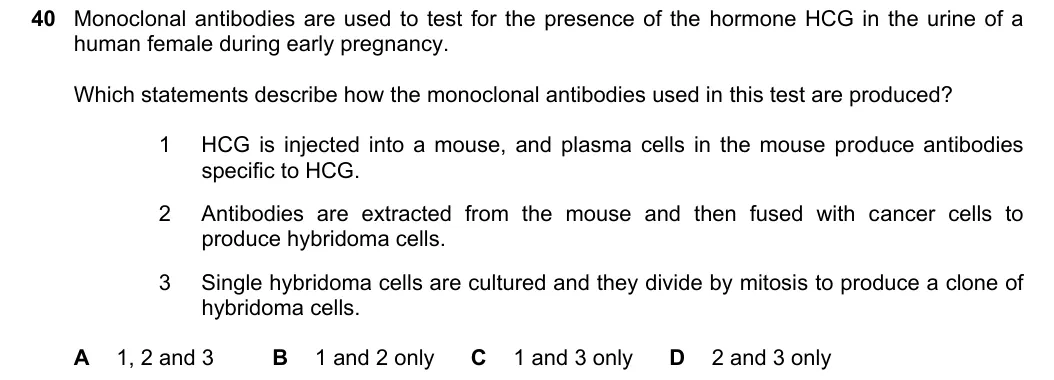 40 Monoclonal antibodies are used to test for the presence of the hormone HCG in the urine of a
human female during early pregnancy.
Which statements describe how the monoclonal antibodies used in this test are produced?
1 HCG is injected into a mouse, and plasma cells in the mouse produce antibodies
specific to HCG.
2 Antibodies are extracted from the mouse and then fused with cancer cells to
produce hybridoma cells.
3 Single hybridoma cells are cultured and they divide by mitosis to produce a clone of
hybridoma cells.
A 1, 2 and 3 B 1 and 2 only C 1 and 3 only D 2 and 3 only